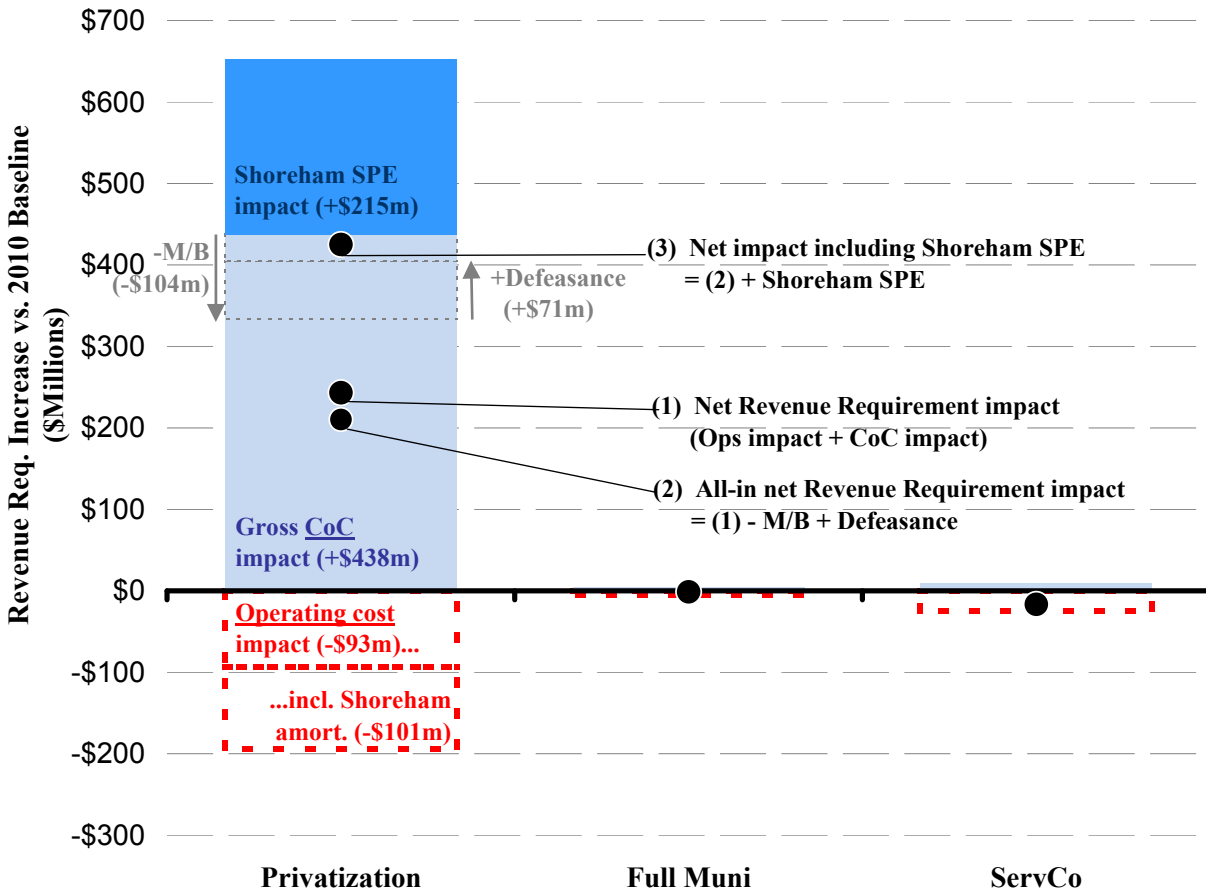 Revenue Req. Increase vs. 2010 Baseline
($Millions)
$700
$600
$500
$400
$300
$200
$100
$0
-$100
-$200
-$300
Shoreham SPE
impact (+$215m)
-M/B
(-$104m)
+Defeasance
(+$71m)
(3) Net impact including Shoreham SPE
= (2) + Shoreham SPE
(1) Net Revenue Requirement impact
(Ops impact + CoC impact)
(2) All-in net Revenue Requirement impact
= (1) - M/B + Defeasance
Gross CoC
impact (+$438m)
Operating cost
impact (-$93m)...
...incl. Shoreham
amort. (-$101m)
Privatization
Full Muni
ServCo